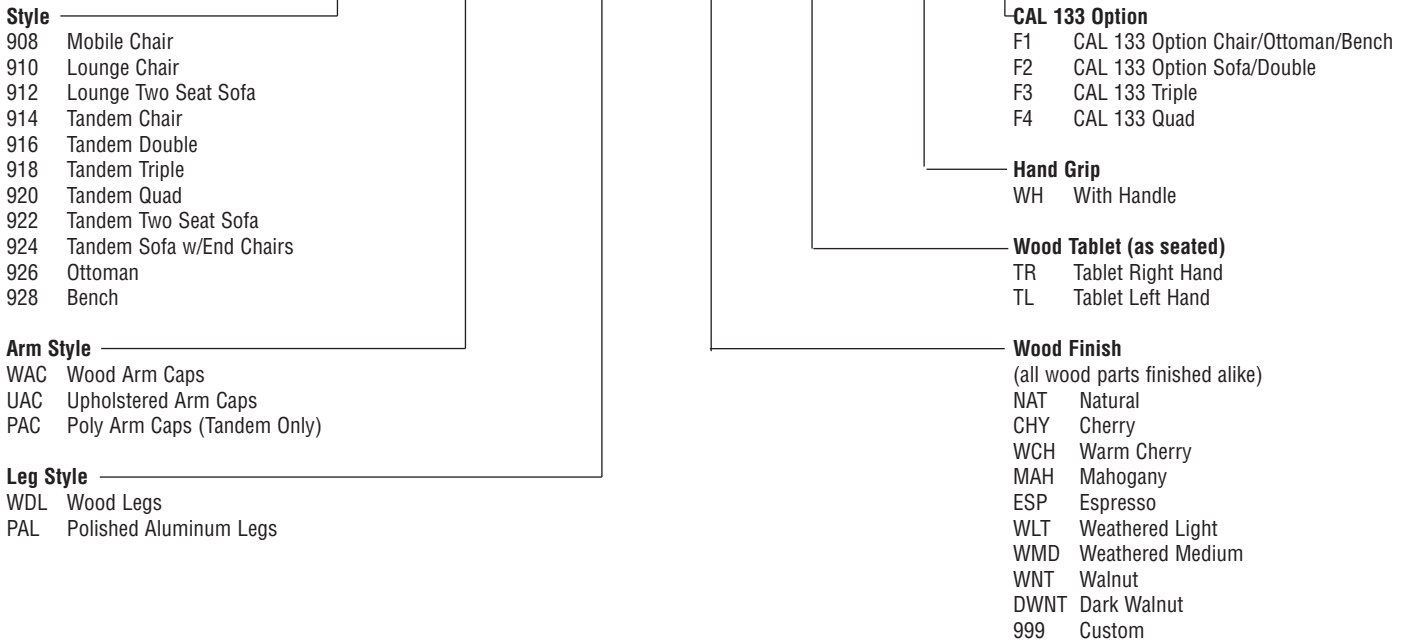 Style
908 Mobile Chair
910 Lounge Chair
912 Lounge Two Seat Sofa
914 Tandem Chair
916 Tandem Double
918 Tandem Triple
920 Tandem Quad
922 Tandem Two Seat Sofa
924 Tandem Sofa w/End Chairs
926 Ottoman
928 Bench
Arm Style
WAC Wood Arm Caps
UAC Upholstered Arm Caps
PAC Poly Arm Caps (Tandem Only)
Leg Style
WDL Wood Legs
PAL Polished Aluminum Legs
CAL 133 Option
F1 CAL 133 Option Chair/Ottoman/Bench
F2 CAL 133 Option Sofa/Double
F3 CAL 133 Triple
F4 CAL 133 Quad
Hand Grip
WH With Handle
Wood Tablet (as seated)
TR Tablet Right Hand
TL Tablet Left Hand
Wood Finish
(all wood parts finished alike)
NAT Natural
CHY Cherry
WCH Warm Cherry
MAH Mahogany
ESP Espresso
WLT Weathered Light
WMD Weathered Medium
WNT Walnut
DWNT Dark Walnut
999 Custom